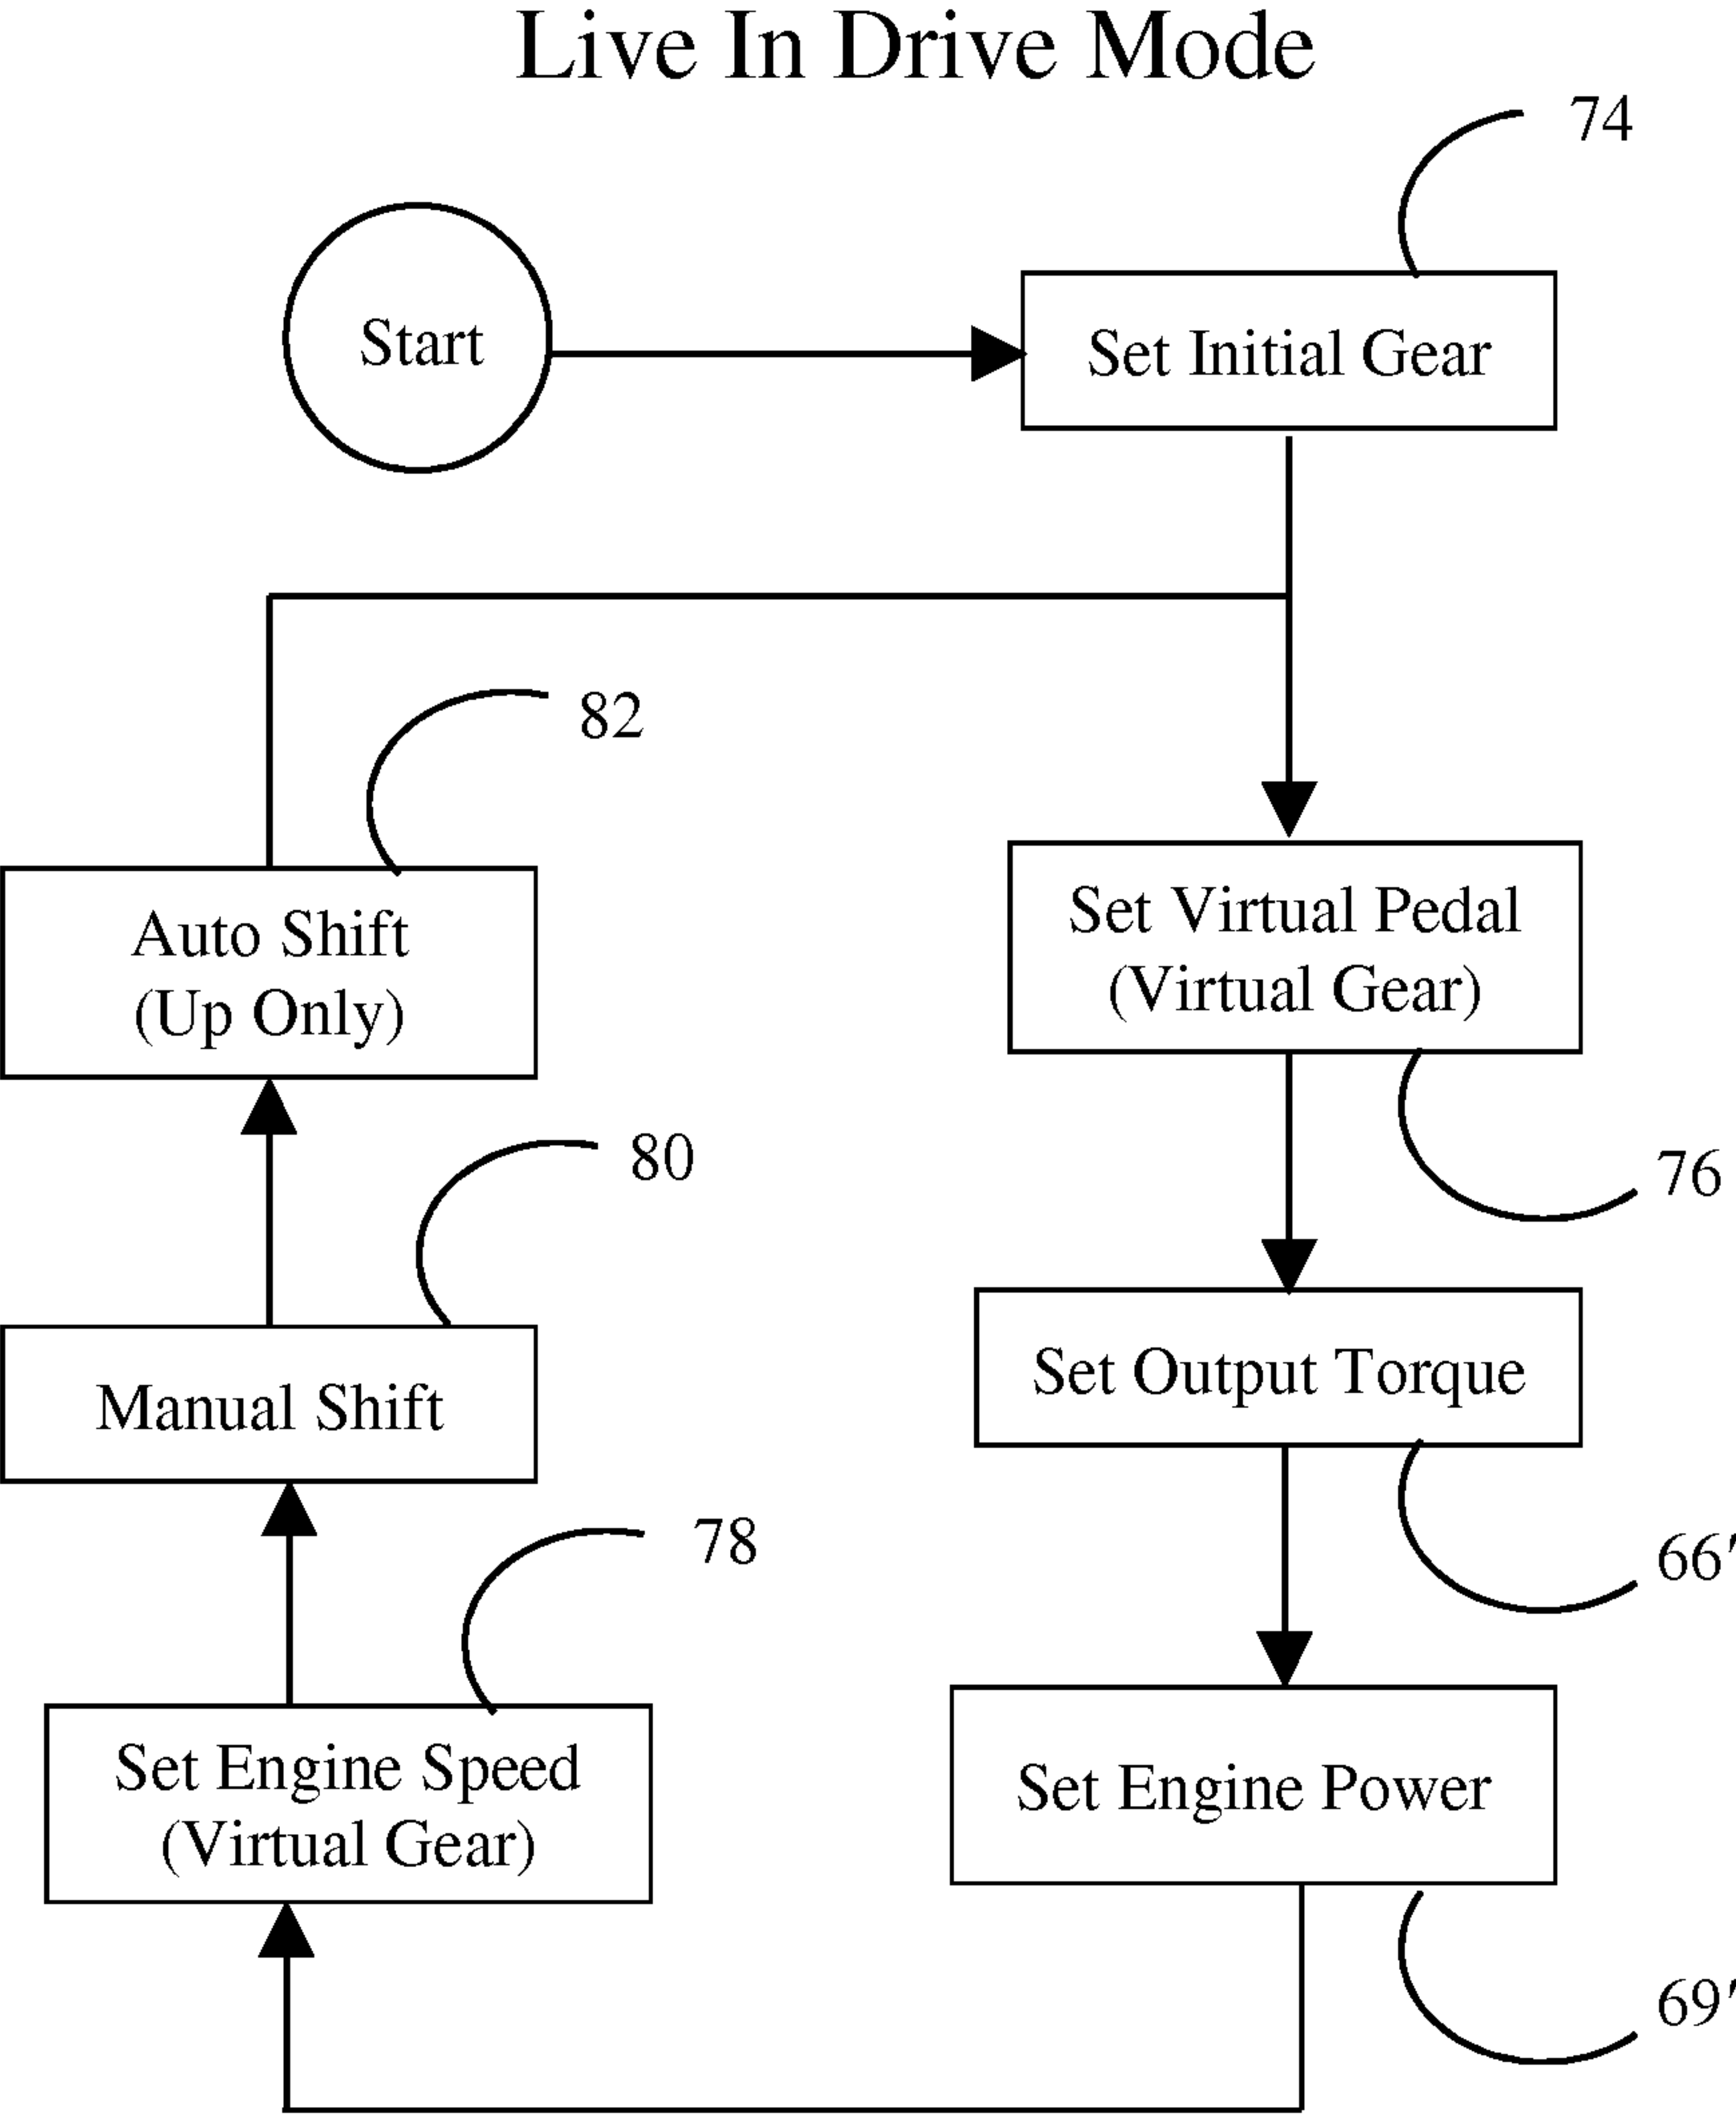 Live In Drive Mode
74
Start
Set Initial Gear
82
Auto Shift
(Up Only)
Set Virtual Pedal
(Virtual Gear)
80
76
Manual Shift
Set Output Torque
78
66'
Set Engine Speed
(Virtual Gear)
Set Engine Power
69'